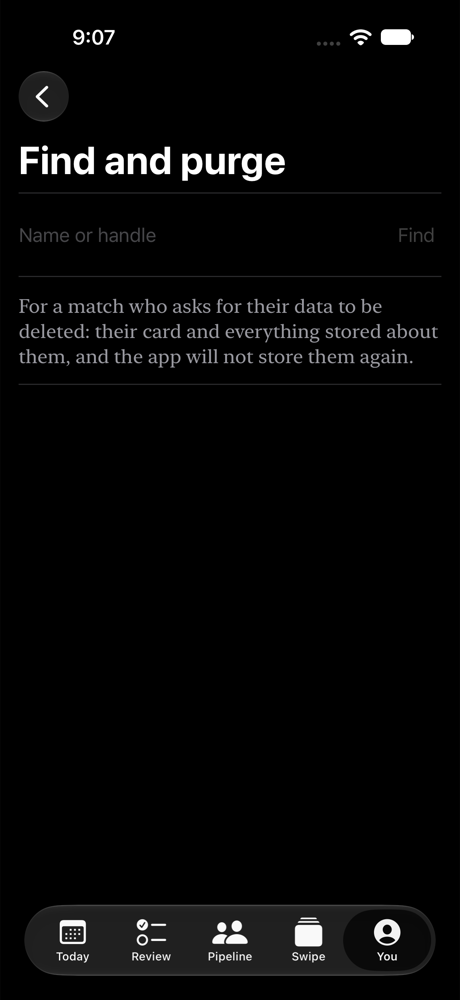 9:07
Find and purge
Name or handle Find
For a match who asks for their data to be
deleted: their card and everything stored about
them, and the app will not store them again.
Today Review Pipeline Swipe You